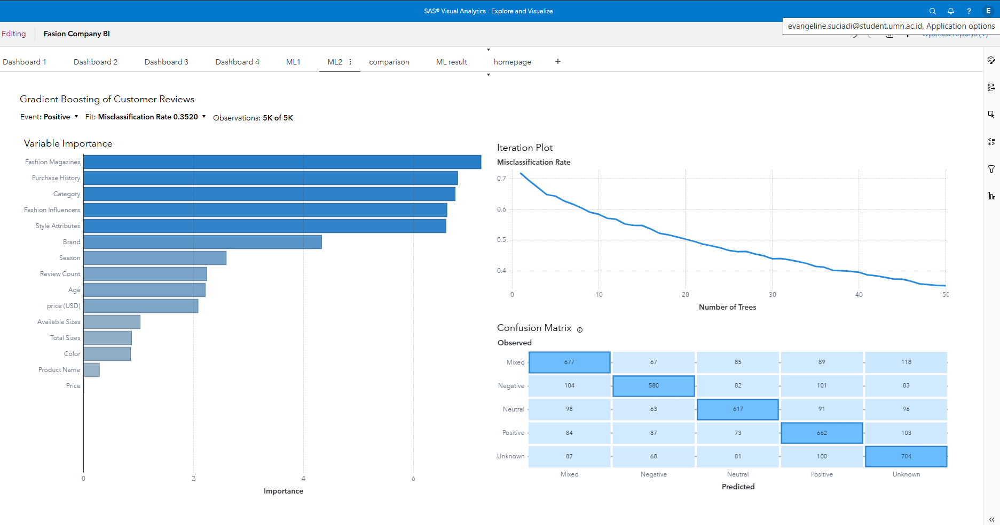 SAS® Visual Analytics - Explore and Visualize
E
evangeline.suciadi@student.umn.ac.id, Application options
Editing
Fasion Company BI
Opened reports (1)
Dashboard 1
Dashboard 2
Dashboard 3
Dashboard 4
ML1
ML2
comparison
ML result
homepage
Gradient Boosting of Customer Reviews
Event: Positive
Fit: Misclassification Rate 0.3520
Observations: 5K of 5K
Variable Importance
Fashion Magazines
Purchase History
Category
Fashion Influencers
Style Attributes
Brand
Season
Review Count
Age
price (USD)
Available Sizes
Total Sizes
Color
Product Name
Price
0 2 4 6
Importance
Iteration Plot
Misclassification Rate
0.7
0.6
0.5
0.4
0 10 20 30 40 50
Number of Trees
Confusion Matrix
Observed
Mixed 677 67 85 89 118
Negative 104 580 82 101 83
Neutral 98 63 617 91 96
Positive 84 87 73 662 103
Unknown 87 68 81 100 704
Mixed Negative Neutral Positive Unknown
Predicted